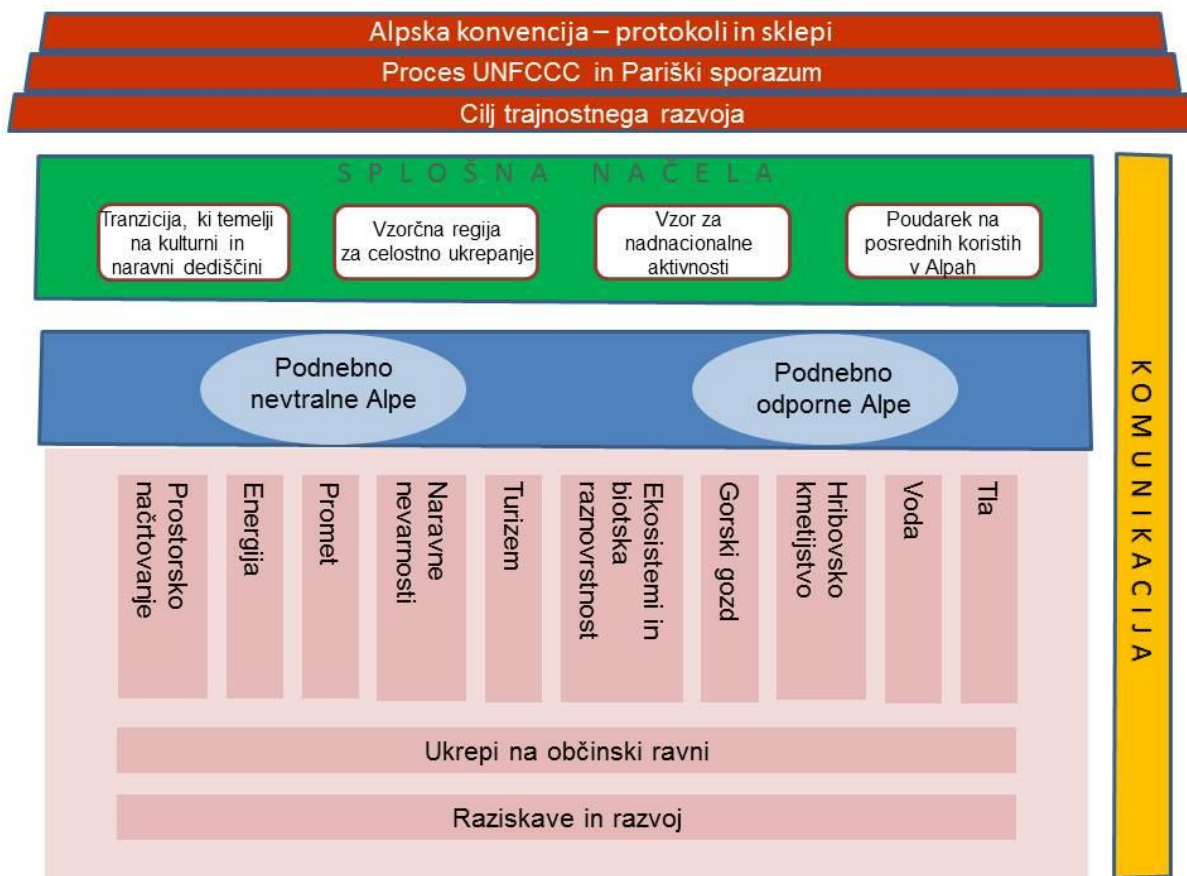 Alpska konvencija – protokoli in sklepi
Proces UNFCCC in Pariški sporazum
Cilj trajnostnega razvoja
SPLOŠNA NAČELA
Tranzicija, ki temelji
na kulturni in
naravni dediščini
Vzorčna regija
za celostno ukrepanje
Vzor za
nadnacionalne
aktivnosti
Poudarek na
posrednih koristih
v Alpah
Podnebno
nevtralne Alpe
Podnebno
odporne Alpe
Prostorsko
načrtovanje
Energija
Promet
Naravne
nevarnosti
Turizem
Ekosistemi in
biotska
raznovrstnost
Gorski gozd
Hribovsko
kmetijstvo
Voda
Tla
Ukrepi na občinski ravni
Raziskave in razvoj
KOMUNIKACIJA